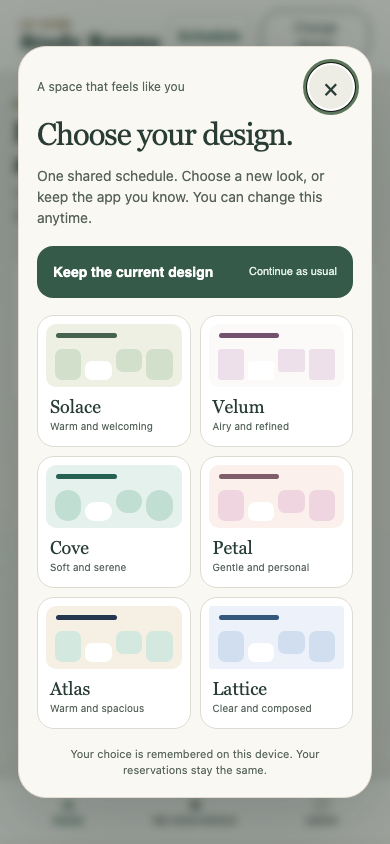 A space that feels like you
×
Choose your design.
One shared schedule. Choose a new look, or
keep the app you know. You can change this
anytime.
Keep the current design
Continue as usual
Solace
Warm and welcoming
Velum
Airy and refined
Cove
Soft and serene
Petal
Gentle and personal
Atlas
Warm and spacious
Lattice
Clear and composed
Your choice is remembered on this device. Your
reservations stay the same.